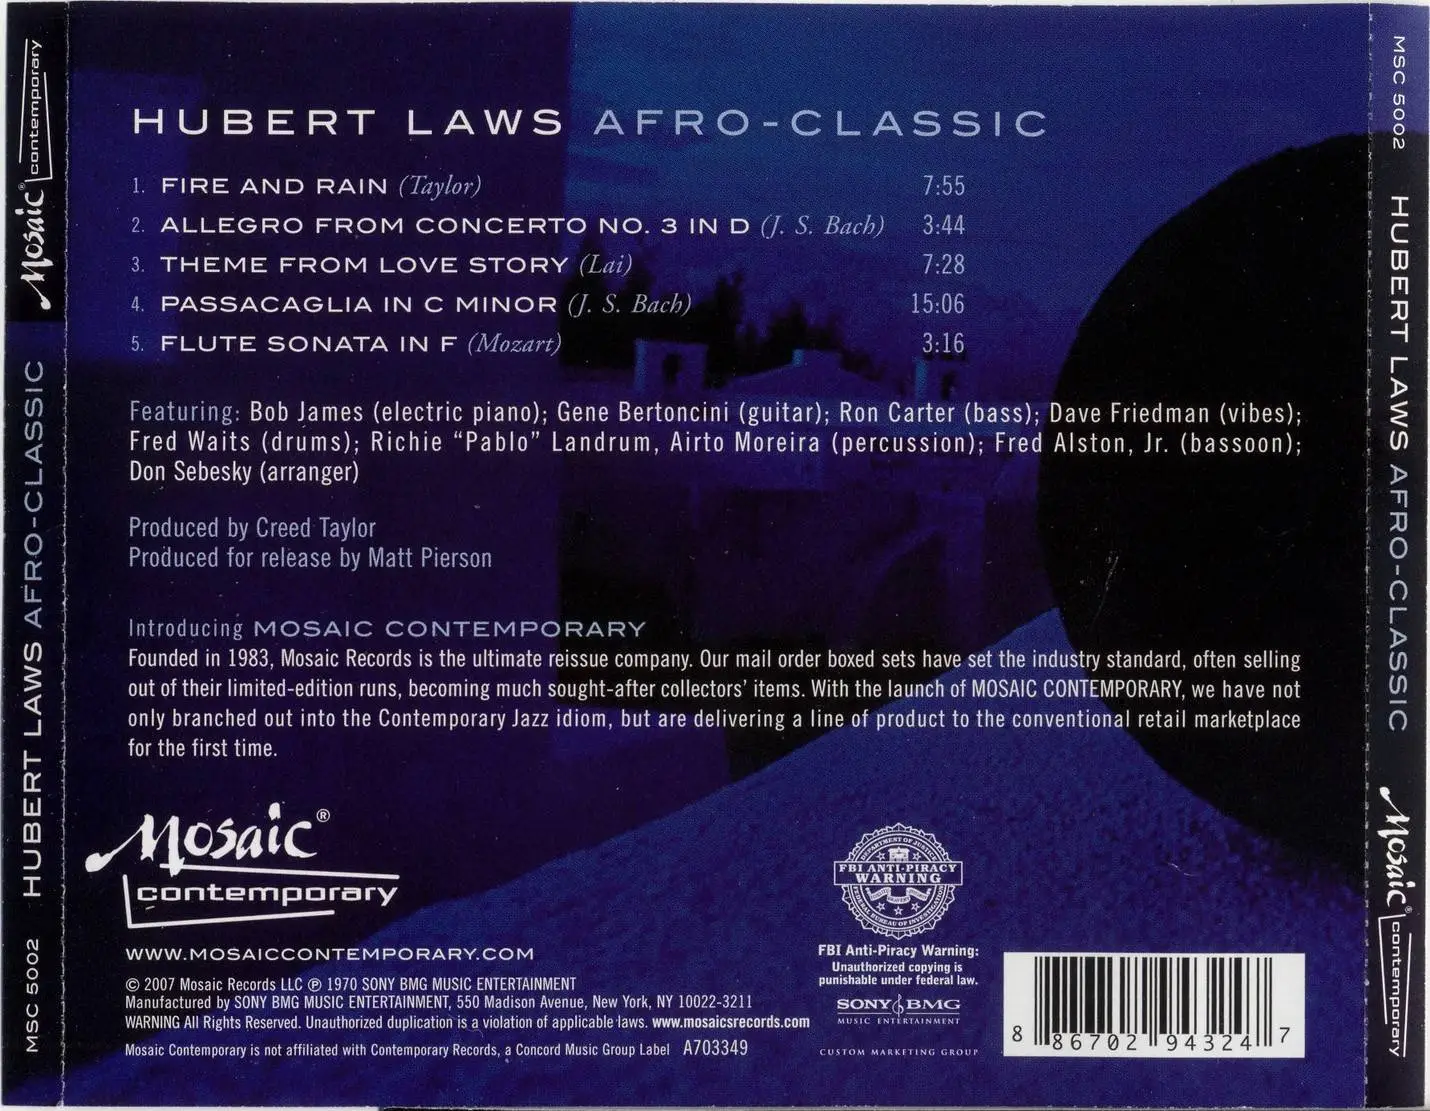 Mosaic® contemporary
HUBERT LAWS AFRO-CLASSIC
MSC 5002
HUBERT LAWS AFRO-CLASSIC
1. FIRE AND RAIN (Taylor) 7:55
2. ALLEGRO FROM CONCERTO NO. 3 IN D (J. S. Bach) 3:44
3. THEME FROM LOVE STORY (Lai) 7:28
4. PASSACAGLIA IN C MINOR (J. S. Bach) 15:06
5. FLUTE SONATA IN F (Mozart) 3:16
Featuring: Bob James (electric piano); Gene Bertoncini (guitar); Ron Carter (bass); Dave Friedman (vibes);
Fred Waits (drums); Richie “Pablo” Landrum, Airto Moreira (percussion); Fred Alston, Jr. (bassoon);
Don Sebesky (arranger)
Produced by Creed Taylor
Produced for release by Matt Pierson
Introducing MOSAIC CONTEMPORARY
Founded in 1983, Mosaic Records is the ultimate reissue company. Our mail order boxed sets have set the industry standard, often selling
out of their limited-edition runs, becoming much sought-after collectors’ items. With the launch of MOSAIC CONTEMPORARY, we have not
only branched out into the Contemporary Jazz idiom, but are delivering a line of product to the conventional retail marketplace
for the first time.
Mosaic®
contemporary
WWW.MOSAICCONTEMPORARY.COM
© 2007 Mosaic Records LLC ℗ 1970 SONY BMG MUSIC ENTERTAINMENT
Manufactured by SONY BMG MUSIC ENTERTAINMENT, 550 Madison Avenue, New York, NY 10022-3211
WARNING All Rights Reserved. Unauthorized duplication is a violation of applicable laws. www.mosaicsrecords.com
Mosaic Contemporary is not affiliated with Contemporary Records, a Concord Music Group Label A703349
DEPARTMENT OF JUSTICE
FBI ANTI-PIRACY
WARNING
FEDERAL BUREAU OF INVESTIGATION
FBI Anti-Piracy Warning:
Unauthorized copying is
punishable under federal law.
SONY BMG
MUSIC ENTERTAINMENT
CUSTOM MARKETING GROUP
8 86702 94324 7
MSC 5002
HUBERT LAWS AFRO-CLASSIC
Mosaic® contemporary